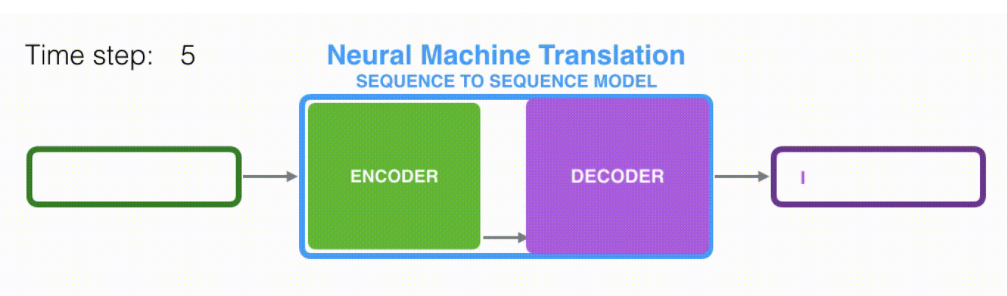 Time step: 5
Neural Machine Translation
SEQUENCE TO SEQUENCE MODEL
ENCODER
DECODER
I